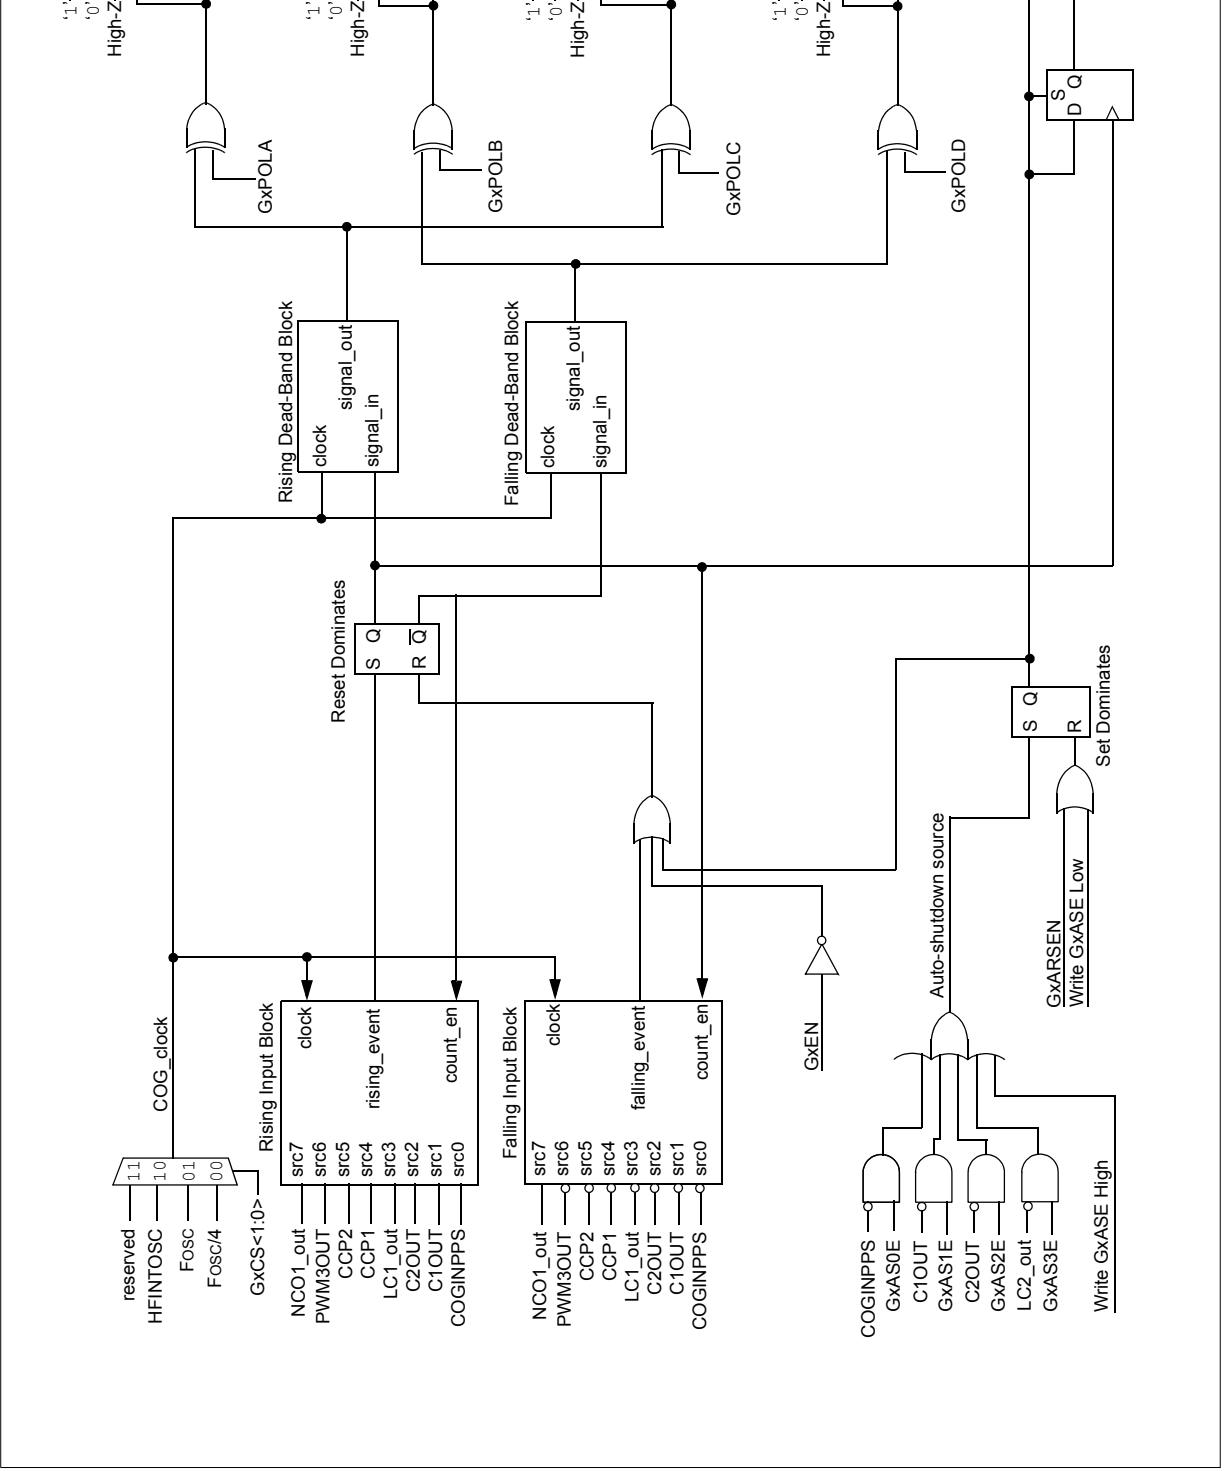 reserved
HFINTOSC
FOSC
FOSC/4
11
10
01
00
GxCS<1:0>
COG_clock
Rising Input Block
NCO1_out
PWM3OUT
CCP2
CCP1
LC1_out
C2OUT
C1OUT
COGINPPS
src7
src6
src5
src4
src3
src2
src1
src0
clock
rising_event
count_en
Falling Input Block
NCO1_out
PWM3OUT
CCP2
CCP1
LC1_out
C2OUT
C1OUT
COGINPPS
src7
src6
src5
src4
src3
src2
src1
src0
clock
falling_event
count_en
GxEN
COGINPPS
GxAS0E
C1OUT
GxAS1E
C2OUT
GxAS2E
LC2_out
GxAS3E
Write GxASE High
Auto-shutdown source
GxARSEN
Write GxASE Low
Set Dominates
S Q
R
Reset Dominates
S Q
R Q
Rising Dead-Band Block
clock
signal_out
signal_in
Falling Dead-Band Block
clock
signal_out
signal_in
GxPOLA
GxPOLB
GxPOLC
GxPOLD
S
D Q
'1'
'0'
High-Z
'1'
'0'
High-Z
'1'
'0'
High-Z
'1'
'0'
High-Z